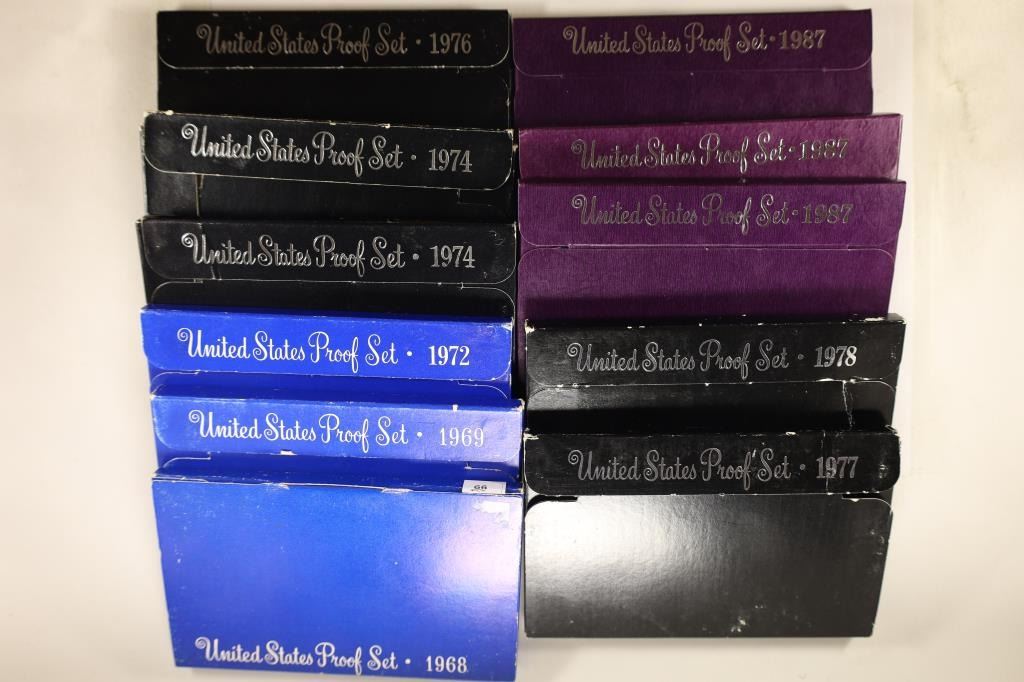 United States Proof Set · 1976
United States Proof Set · 1974
United States Proof Set · 1974
United States Proof Set · 1972
United States Proof Set · 1969
United States Proof Set · 1968
United States Proof Set · 1987
United States Proof Set · 1987
United States Proof Set · 1987
United States Proof Set · 1978
United States Proof Set · 1977